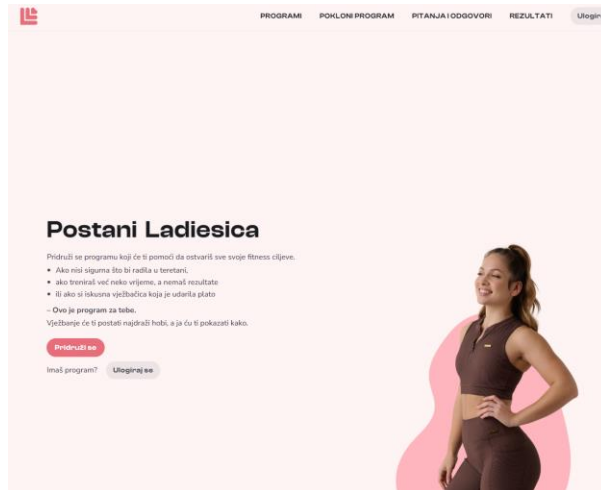 PROGRAMI POKLONI PROGRAM PITANJA I ODGOVORI REZULTATI Ulogir
Postani Ladiesica
Pridruži se programu koji će ti pomoći da ostvariš sve svoje fitness ciljeve.
Ako nisi sigurna što bi radila u teretani,
ako treniraš već neko vrijeme, a nemaš rezultate
ili ako si iskusna vježbačica koja je udarila plato
– Ovo je program za tebe.
Vježbanje će ti postati najdraži hobi, a ja ću ti pokazati kako.
Pridruži se
Imaš program? Ulogiraj se